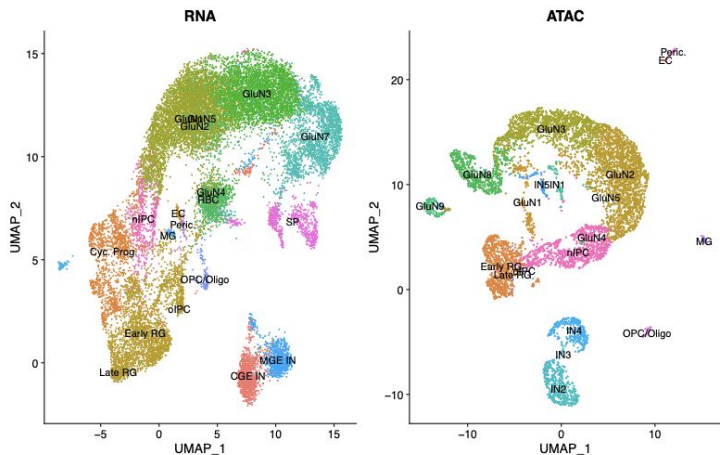 RNA
ATAC
15
10
5
0
−5
0
5
10
15
UMAP_1
UMAP_2
GluN5
GluN2
GluN3
GluN7
GluN4
RBC
nIPC
EC
Peric.
MG
SP
Cyc. Prog.
OPC/Oligo
oIPC
Early RG
Late RG
MGE IN
CGE IN
20
10
0
−10
−10
0
10
UMAP_1
UMAP_2
Peric.
EC
GluN3
GluN8
GluN2
IN5
IN1
GluN5
GluN9
GluN1
GluN4
nIPC
MG
Early RG
Late RG
IN4
OPC/Oligo
IN3
IN2